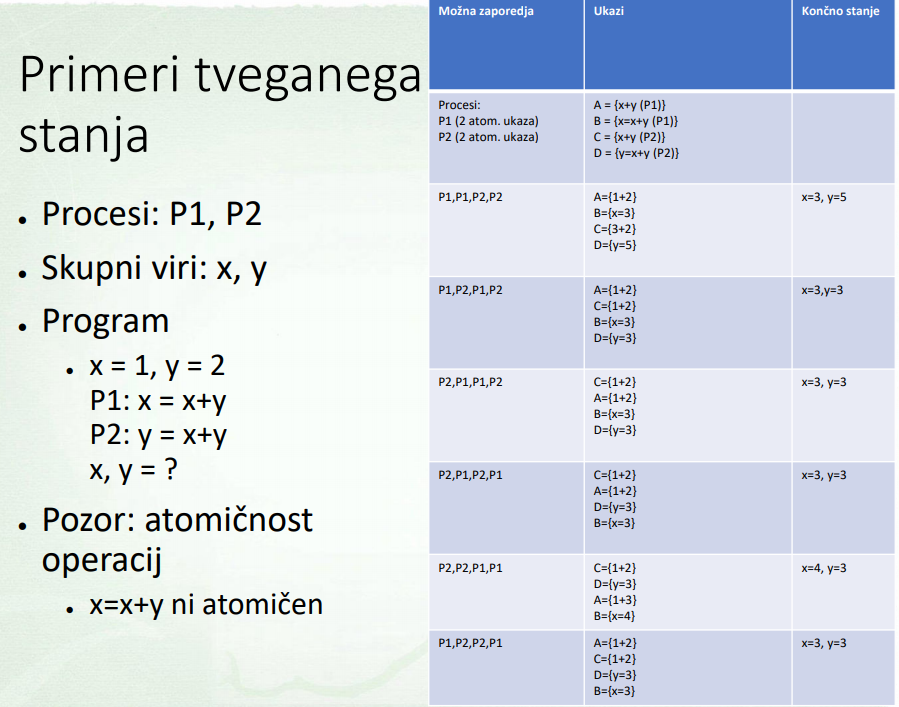 Primeri tveganega
stanja
• Procesi: P1, P2
• Skupni viri: x, y
• Program
• x = 1, y = 2
P1: x = x+y
P2: y = x+y
x, y = ?
• Pozor: atomičnost
operacij
• x=x+y ni atomičen
Možna zaporedja Ukazi Končno stanje
Procesi:
P1 (2 atom. ukaza)
P2 (2 atom. ukaza)
A = {x+y (P1)}
B = {x=x+y (P1)}
C = {x+y (P2)}
D = {y=x+y (P2)}
P1,P1,P2,P2
A={1+2}
B={x=3}
C={3+2}
D={y=5}
x=3, y=5
P1,P2,P1,P2
A={1+2}
C={1+2}
B={x=3}
D={y=3}
x=3,y=3
P2,P1,P1,P2
C={1+2}
A={1+2}
B={x=3}
D={y=3}
x=3, y=3
P2,P1,P2,P1
C={1+2}
A={1+2}
D={y=3}
B={x=3}
x=3, y=3
P2,P2,P1,P1
C={1+2}
D={y=3}
A={1+3}
B={x=4}
x=4, y=3
P1,P2,P2,P1
A={1+2}
C={1+2}
D={y=3}
B={x=3}
x=3, y=3